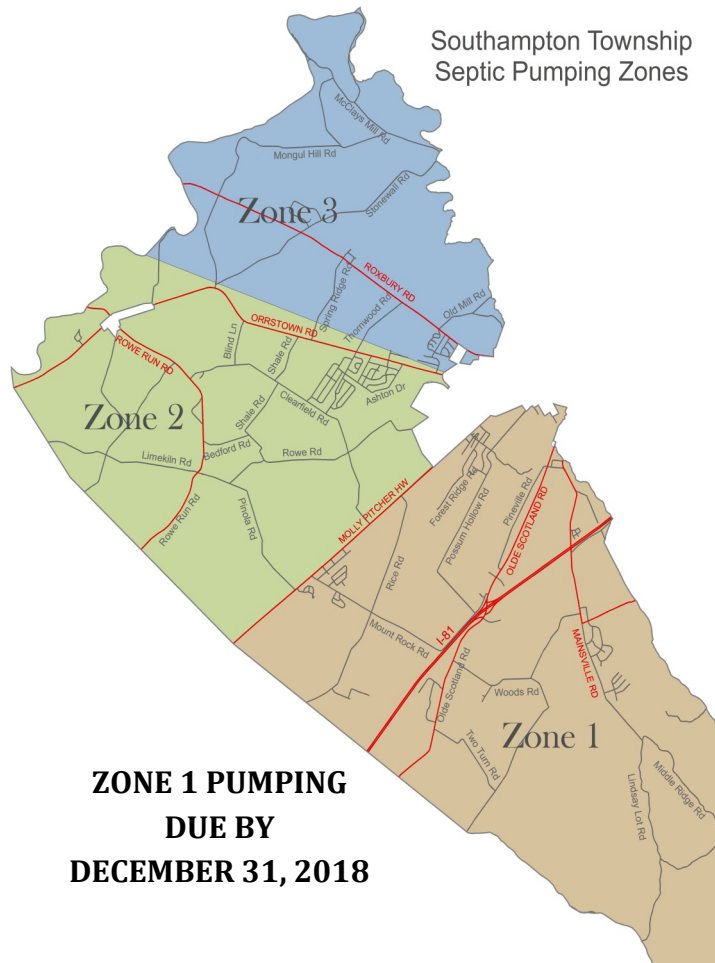 Southampton Township
Septic Pumping Zones
McClays Mill Rd
Mongul Hill Rd
Stonewall Rd
Zone 3
ROXBURY RD
Spring Ridge Rd
Thornwood Rd
Old Mill Rd
ORRSTOWN RD
Blind Ln
Shale Rd
ROWE RUN RD
Ashton Dr
Zone 2
Shale Rd
Clearfield Rd
Bedford Rd
Rowe Rd
Limekiln Rd
Pinola Rd
Rowe Run Rd
MOLLY PITCHER HW
Forest Ridge Rd
Possum Hollow Rd
Pineville Rd
OLDE SCOTLAND RD
Rice Rd
I-81
Mount Rock Rd
MAINSVILLE RD
Olde Scotland Rd
Woods Rd
Zone 1
Two Turn Rd
Lindsay Lot Rd
Middle Ridge Rd
ZONE 1 PUMPING
DUE BY
DECEMBER 31, 2018